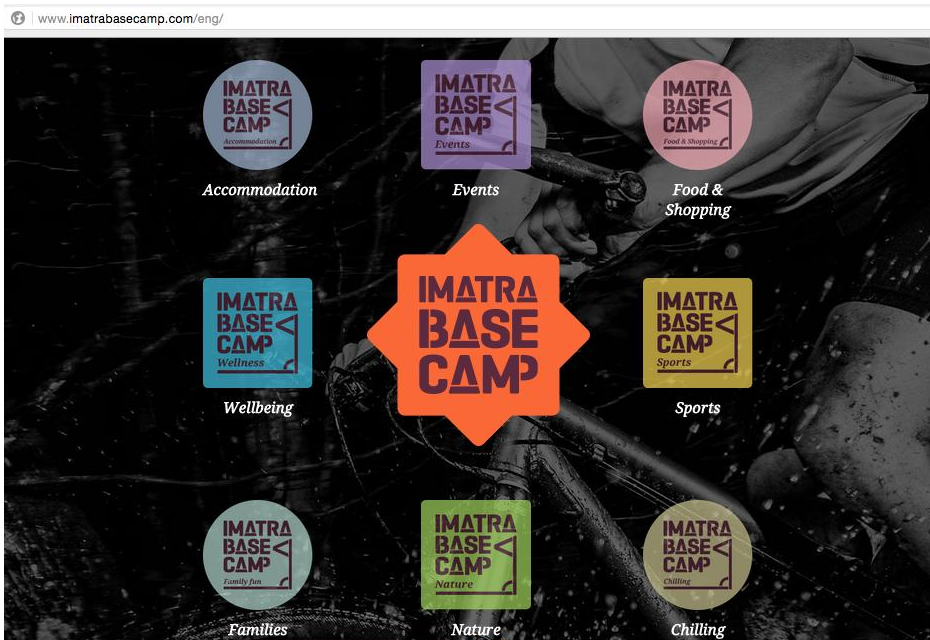 www.imatrabasecamp.com/eng/
IMATRA
BASE
CAMP
Accommodation
Accommodation
IMATRA
BASE
CAMP
Events
Events
IMATRA
BASE
CAMP
Food & Shopping
Food &
Shopping
IMATRA
BASE
CAMP
Wellness
Wellbeing
IMATRA
BASE
CAMP
IMATRA
BASE
CAMP
Sports
Sports
IMATRA
BASE
CAMP
Family fun
Families
IMATRA
BASE
CAMP
Nature
Nature
IMATRA
BASE
CAMP
Chilling
Chilling